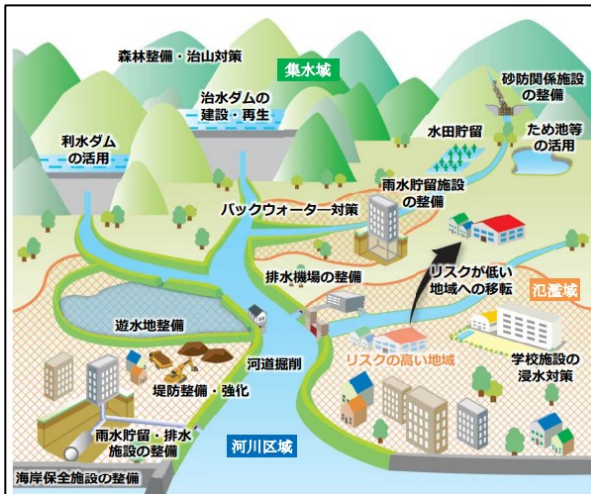 森林整備・治山対策
集水域
砂防関係施設
の整備
治水ダムの
建設・再生
利水ダム
の活用
水田貯留
ため池等
の活用
雨水貯留施設
の整備
バックウォーター対策
排水機場の整備
リスクが低い
地域への移転
氾濫域
遊水地整備
河道掘削
リスクの高い地域
学校施設の
浸水対策
堤防整備・強化
雨水貯留・排水
施設の整備
河川区域
海岸保全施設の整備